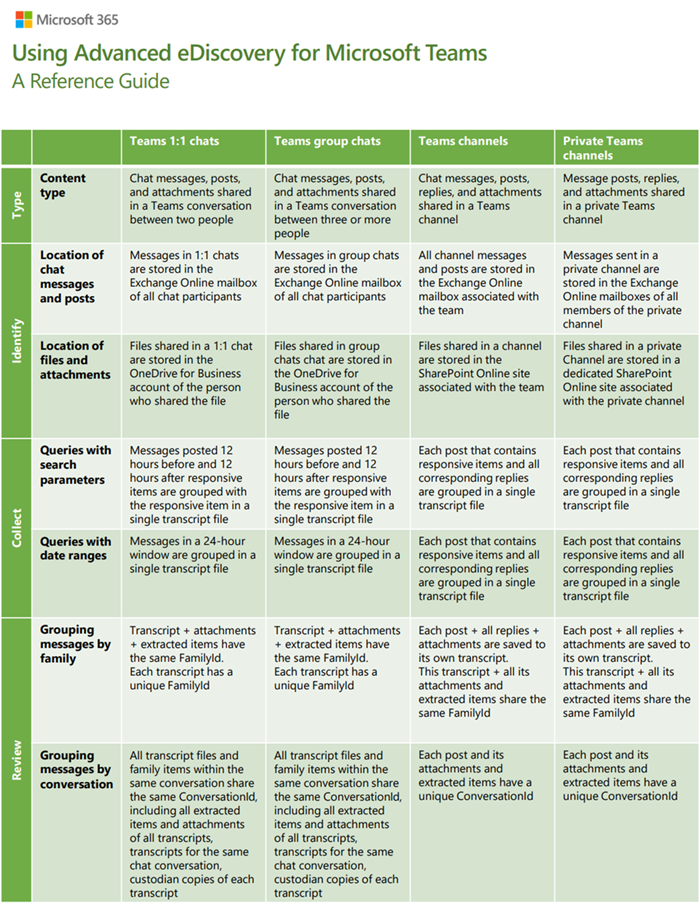 Microsoft 365
Using Advanced eDiscovery for Microsoft Teams
A Reference Guide
Teams 1:1 chats
Teams group chats
Teams channels
Private Teams
channels
Type
Content
type
Chat messages, posts,
and attachments shared
in a Teams conversation
between two people
Chat messages, posts,
and attachments shared
in a Teams conversation
between three or more
people
Chat messages, posts,
replies, and attachments
shared in a Teams
channel
Message posts, replies,
and attachments shared
in a private Teams
channel
Identify
Location of
chat
messages
and posts
Messages in 1:1 chats
are stored in the
Exchange Online mailbox
of all chat participants
Messages in group chats
are stored in the
Exchange Online mailbox
of all chat participants
All channel messages
and posts are stored in
the Exchange Online
mailbox associated with
the team
Messages sent in a
private channel are
stored in the Exchange
Online mailboxes of all
members of the private
channel
Location of
files and
attachments
Files shared in a 1:1 chat
are stored in the
OneDrive for Business
account of the person
who shared the file
Files shared in group
chats chat are stored in
the OneDrive for
Business account of the
person who shared the
file
Files shared in a channel
are stored in the
SharePoint Online site
associated with the team
Files shared in a private
Channel are stored in a
dedicated SharePoint
Online site associated
with the private channel
Collect
Queries with
search
parameters
Messages posted 12
hours before and 12
hours after responsive
items are grouped with
the responsive item in a
single transcript file
Messages posted 12
hours before and 12
hours after responsive
items are grouped with
the responsive item in a
single transcript file
Each post that contains
responsive items and all
corresponding replies
are grouped in a single
transcript file
Each post that contains
responsive items and all
corresponding replies
are grouped in a single
transcript file
Queries with
date ranges
Messages in a 24-hour
window are grouped in a
single transcript file
Messages in a 24-hour
window are grouped in a
single transcript file
Each post that contains
responsive items and all
corresponding replies
are grouped in a single
transcript file
Each post that contains
responsive items and all
corresponding replies
are grouped in a single
transcript file
Review
Grouping
messages by
family
Transcript + attachments
+ extracted items have
the same FamilyId.
Each transcript has a
unique FamilyId
Transcript + attachments
+ extracted items have
the same FamilyId.
Each transcript has a
unique FamilyId
Each post + all replies +
attachments are saved to
its own transcript.
This transcript + all its
attachments and
extracted items share the
same FamilyId
Each post + all replies +
attachments are saved to
its own transcript.
This transcript + all its
attachments and
extracted items share the
same FamilyId
Grouping
messages by
conversation
All transcript files and
family items within the
same conversation share
the same ConversationId,
including all extracted
items and attachments
of all transcripts,
transcripts for the same
chat conversation,
custodian copies of each
transcript
All transcript files and
family items within the
same conversation share
the same ConversationId,
including all extracted
items and attachments
of all transcripts,
transcripts for the same
chat conversation,
custodian copies of each
transcript
Each post and its
attachments and
extracted items have a
unique ConversationId
Each post and its
attachments and
extracted items have a
unique ConversationId